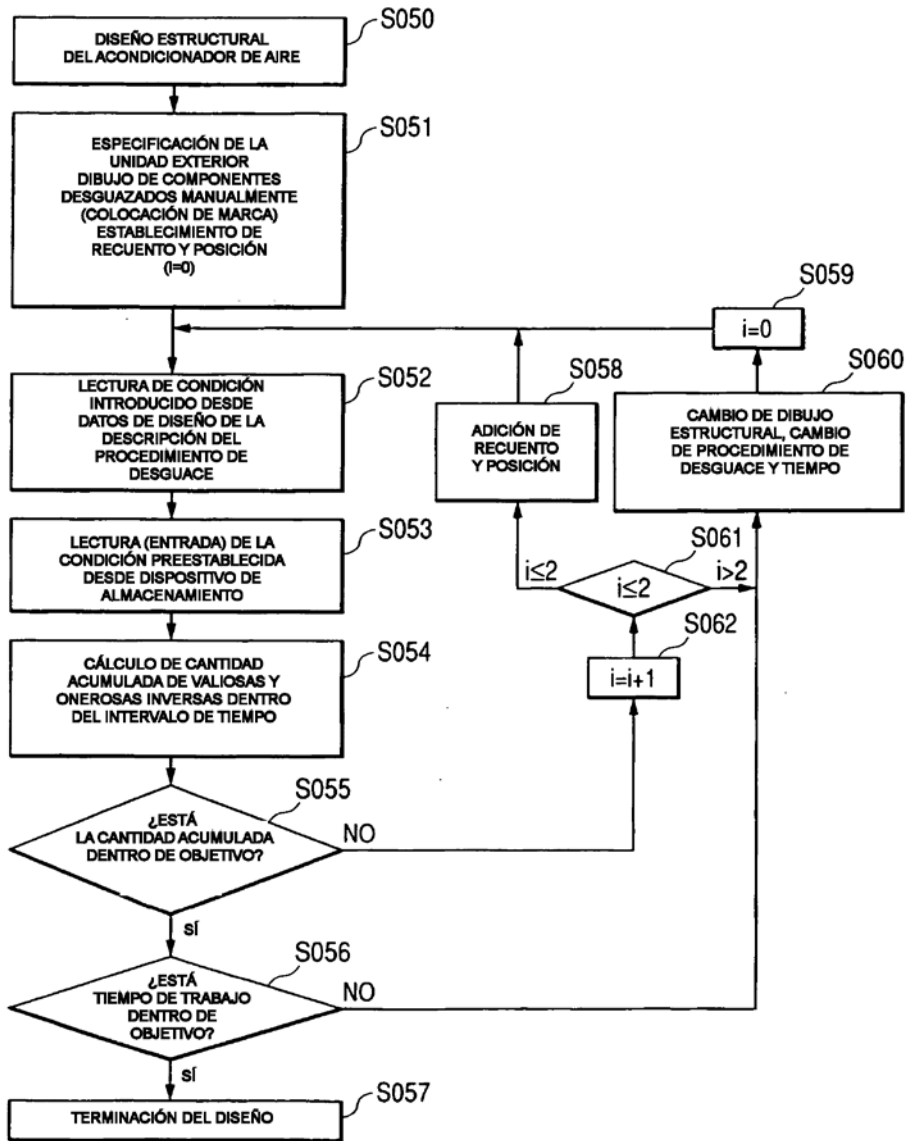 S050
DISEÑO ESTRUCTURAL
DEL ACONDICIONADOR DE AIRE
S051
ESPECIFICACIÓN DE LA
UNIDAD EXTERIOR
DIBUJO DE COMPONENTES
DESGUAZADOS MANUALMENTE
(COLOCACIÓN DE MARCA)
ESTABLECIMIENTO DE
RECUENTO Y POSICIÓN
(I=0)
S059
i=0
S052
LECTURA DE CONDICIÓN
INTRODUCIDO DESDE
DATOS DE DISEÑO DE LA
DESCRIPCIÓN DEL
PROCEDIMIENTO DE
DESGUACE
S058
ADICIÓN DE
RECUENTO
Y POSICIÓN
S060
CAMBIO DE DIBUJO
ESTRUCTURAL, CAMBIO
DE PROCEDIMIENTO DE
DESGUACE Y TIEMPO
S053
LECTURA (ENTRADA) DE LA
CONDICIÓN PREESTABLECIDA
DESDE DISPOSITIVO DE
ALMACENAMIENTO
S061
i≤2
i≤2
i>2
S054
CÁLCULO DE CANTIDAD
ACUMULADA DE VALIOSAS Y
ONEROSAS INVERSAS DENTRO
DEL INTERVALO DE TIEMPO
S062
i=i+1
S055
¿ESTÁ
LA CANTIDAD ACUMULADA
DENTRO DE OBJETIVO?
NO
SÍ
S056
¿ESTÁ
TIEMPO DE TRABAJO
DENTRO DE
OBJETIVO?
NO
SÍ
S057
TERMINACIÓN DEL DISEÑO